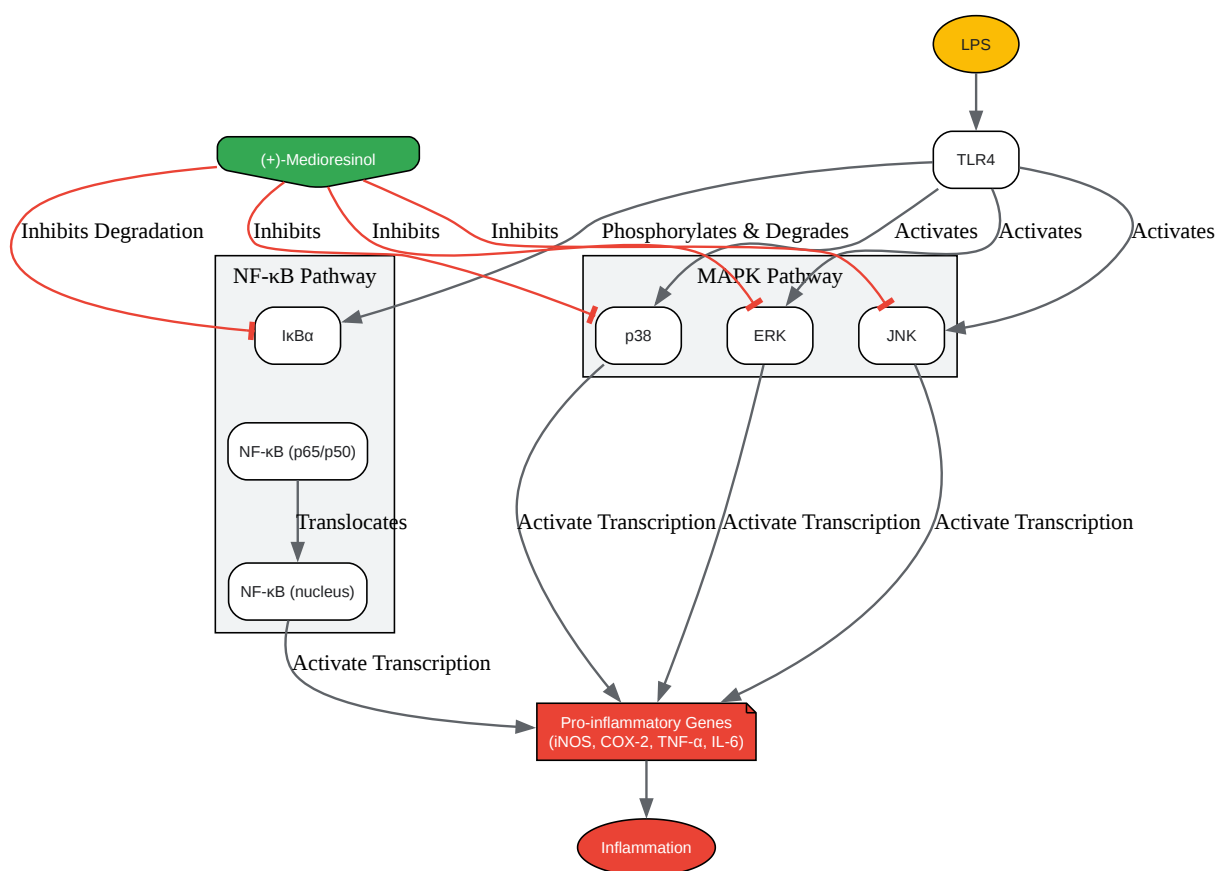 LPS
(+)-Medioresinol
TLR4
Inhibits Degradation
Inhibits
Inhibits
Inhibits
Phosphorylates & Degrades
Activates
Activates
Activates
NF-κB Pathway
MAPK Pathway
IκBα
p38
ERK
JNK
NF-κB (p65/p50)
Translocates
Activate Transcription
Activate Transcription
Activate Transcription
NF-κB (nucleus)
Activate Transcription
Pro-inflammatory Genes
(iNOS, COX-2, TNF-α, IL-6)
Inflammation